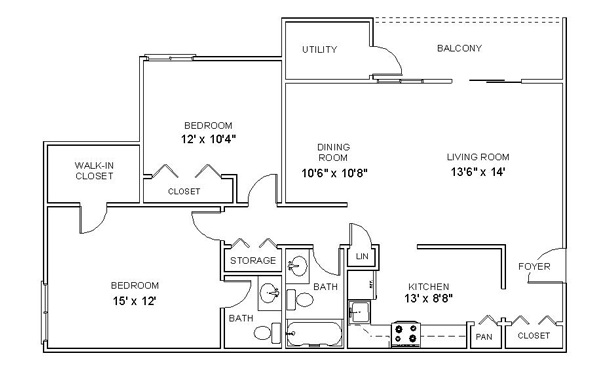 UTILITY
BALCONY
BEDROOM
12' x 10'4"
DINING
ROOM
10'6" x 10'8"
LIVING ROOM
13'6" x 14'
WALK-IN
CLOSET
CLOSET
STORAGE
LIN
FOYER
BEDROOM
15' x 12'
BATH
BATH
KITCHEN
13' x 8'8"
PAN
CLOSET